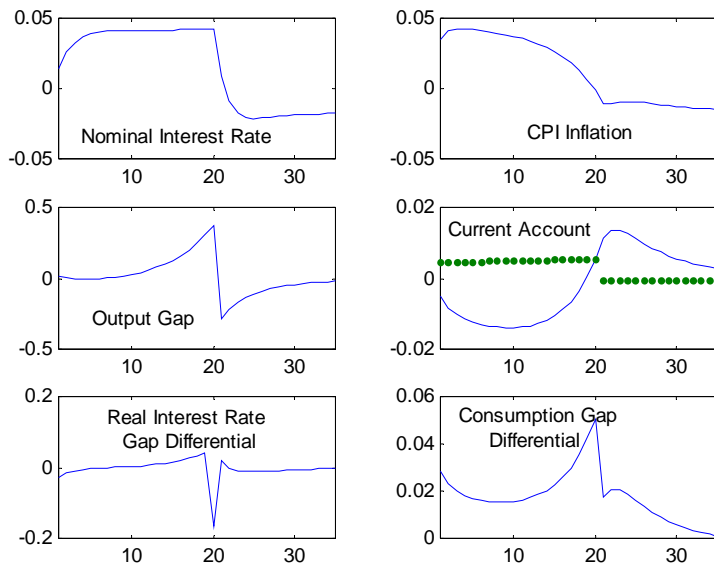 0.05
0
-0.05
Nominal Interest Rate
10 20 30
0.05
0
-0.05
CPI Inflation
10 20 30
0.5
0
-0.5
Output Gap
10 20 30
0.02
0
-0.02
Current Account
10 20 30
0.2
0
-0.2
Real Interest Rate
Gap Differential
10 20 30
0.06
0.04
0.02
0
Consumption Gap
Differential
10 20 30